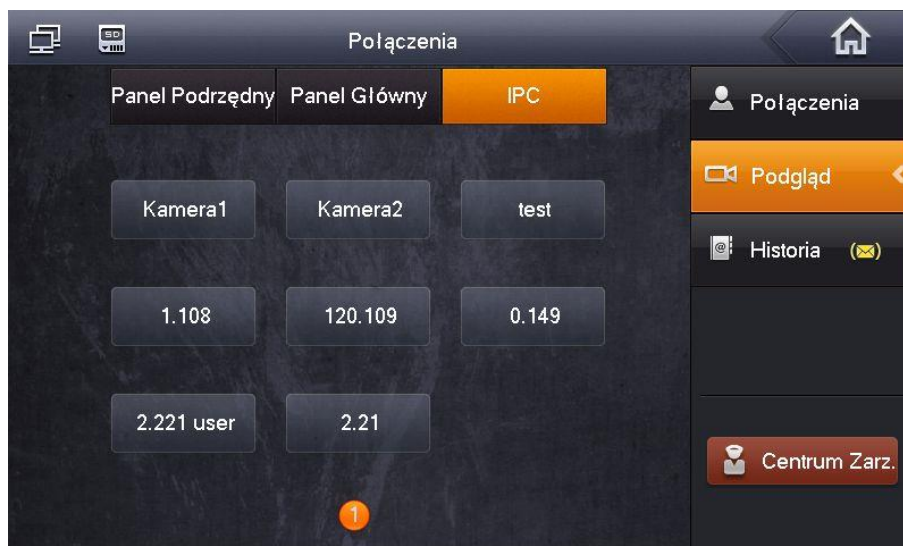 SD
Połączenia
Panel Podrzędny Panel Główny IPC
Połączenia
Podgląd
Kamera1 Kamera2 test
Historia
1.108 120.109 0.149
2.221 user 2.21
Centrum Zarz.
1